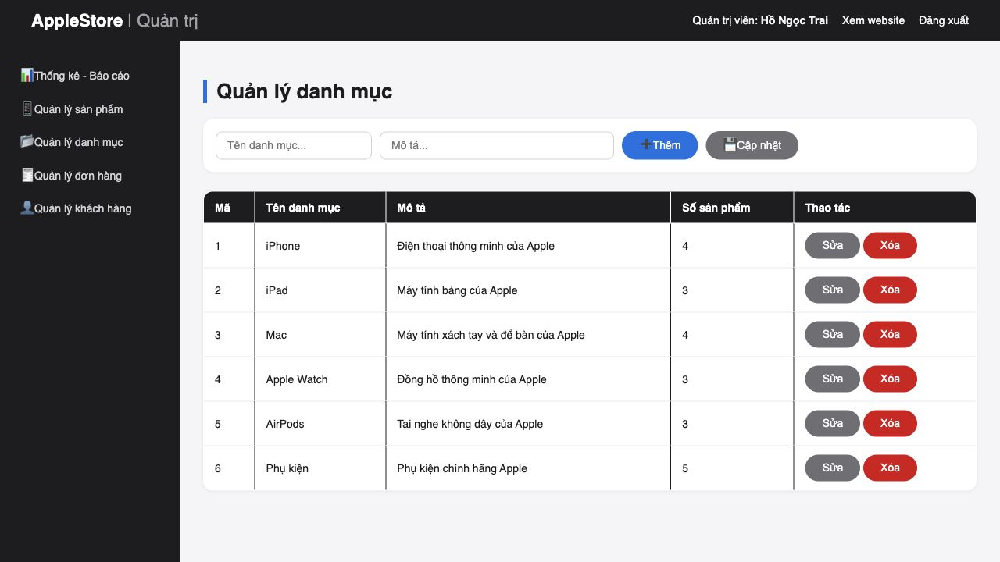 AppleStore | Quản trị
Quản trị viên: Hồ Ngọc Trai Xem website Đăng xuất
Thống kê - Báo cáo
Quản lý sản phẩm
Quản lý danh mục
Quản lý đơn hàng
Quản lý khách hàng
Quản lý danh mục
Tên danh mục... Mô tả... Thêm Cập nhật
Mã Tên danh mục Mô tả Số sản phẩm Thao tác
1 iPhone Điện thoại thông minh của Apple 4 Sửa Xóa
2 iPad Máy tính bảng của Apple 3 Sửa Xóa
3 Mac Máy tính xách tay và để bàn của Apple 4 Sửa Xóa
4 Apple Watch Đồng hồ thông minh của Apple 3 Sửa Xóa
5 AirPods Tai nghe không dây của Apple 3 Sửa Xóa
6 Phụ kiện Phụ kiện chính hãng Apple 5 Sửa Xóa